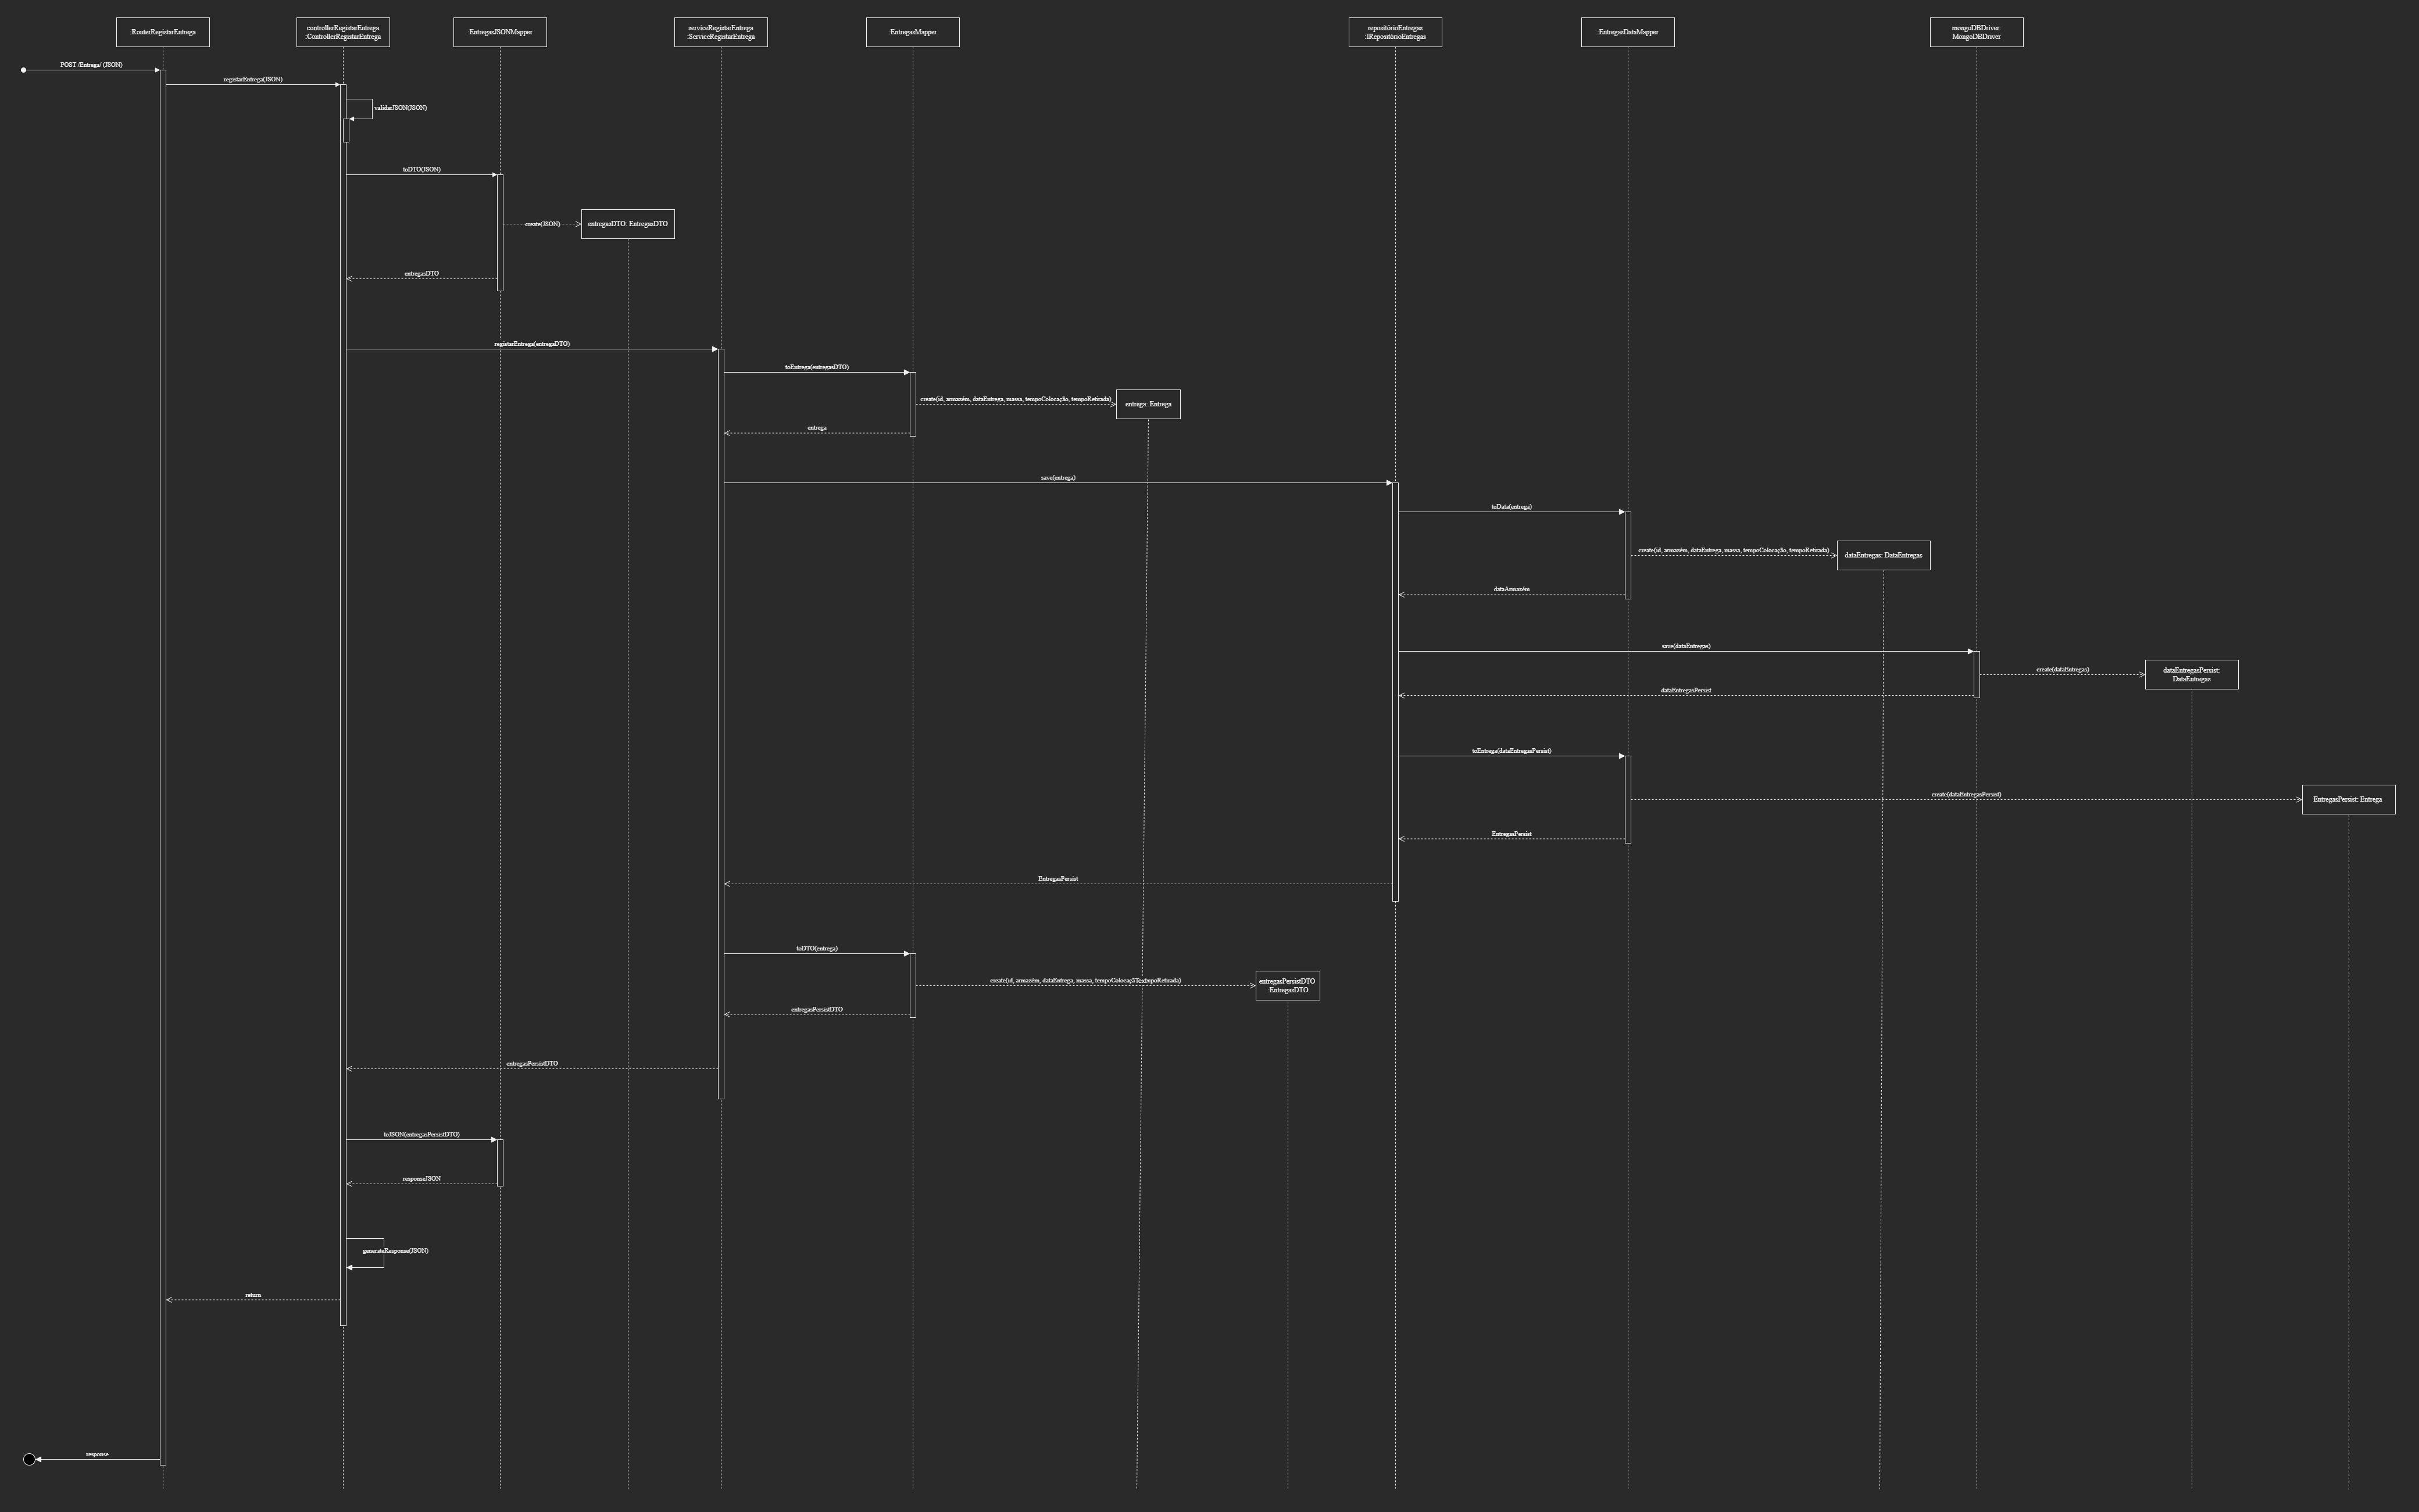 :RouterRegistarEntrega
controllerRegistarEntrega
:ControllerRegistarEntrega
:EntregasJSONMapper
serviceRegistarEntrega
:ServiceRegistarEntrega
:EntregasMapper
repositórioEntregas
:IRepositórioEntregas
:EntregasDataMapper
mongoDBDriver:
MongoDBDriver
POST /Entrega/ (JSON)
registarEntrega(JSON)
validarJSON(JSON)
toDTO(JSON)
create(JSON)
entregasDTO: EntregasDTO
entregasDTO
registarEntrega(entregaDTO)
toEntrega(entregasDTO)
create(id, armazém, dataEntrega, massa, tempoColocação, tempoRetirada)
entrega: Entrega
entrega
save(entrega)
toData(entrega)
create(id, armazém, dataEntrega, massa, tempoColocação, tempoRetirada)
dataEntregas: DataEntregas
dataArmazém
save(dataEntregas)
create(dataEntregas)
dataEntregasPersist:
DataEntregas
dataEntregasPersist
toEntrega(dataEntregasPersist)
create(dataEntregasPersist)
EntregasPersist: Entrega
EntregasPersist
EntregasPersist
toDTO(entrega)
create(id, armazém, dataEntrega, massa, tempoColocação, tempoRetirada)
entregasPersistDTO
:EntregasDTO
entregasPersistDTO
entregasPersistDTO
toJSON(entregasPersistDTO)
responseJSON
generateResponse(JSON)
return
response